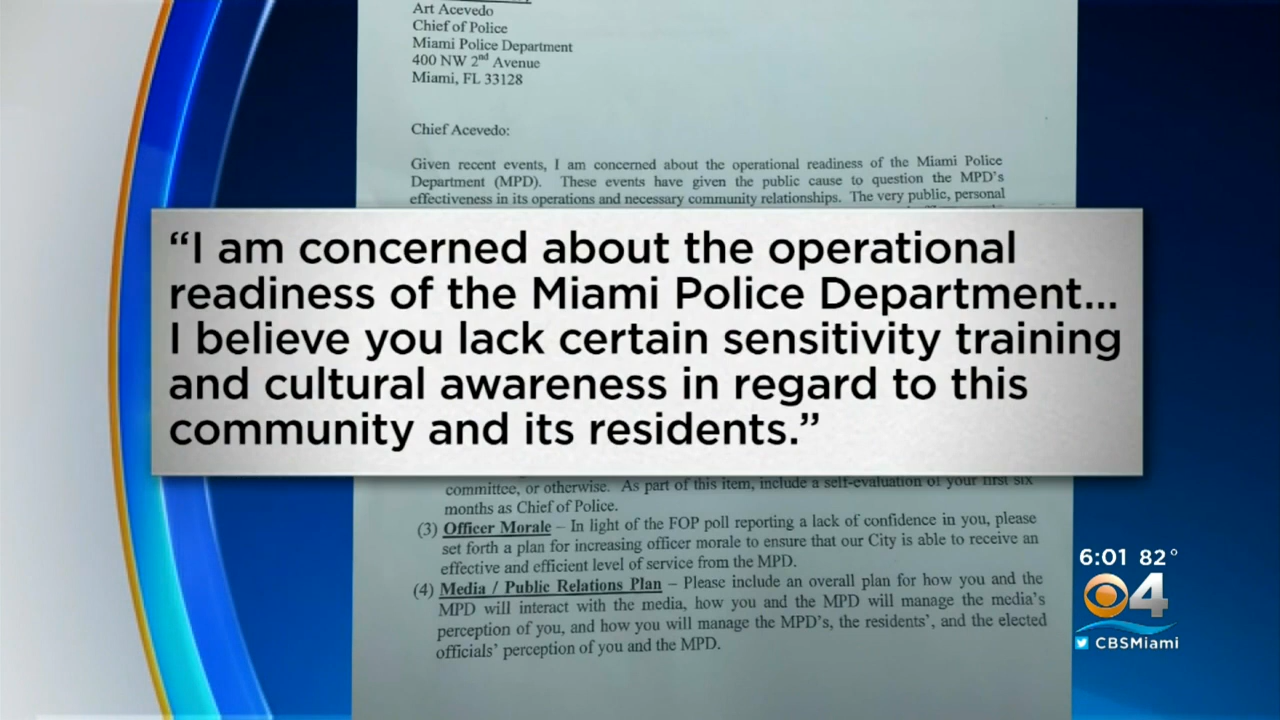 Art Acevedo
Chief of Police
Miami Police Department
400 NW 2nd Avenue
Miami, FL 33128
Chief Acevedo:
Given recent events, I am concerned about the operational readiness of the Miami Police
Department (MPD). These events have given the public cause to question the MPD's
effectiveness in its operations and necessary community relationships. The very public, personal
“I am concerned about the operational
readiness of the Miami Police Department...
I believe you lack certain sensitivity training
and cultural awareness in regard to this
community and its residents.”
committee, or otherwise. As part of this item, include a self-evaluation of your first six
months as Chief of Police.
(3) Officer Morale – In light of the FOP poll reporting a lack of confidence in you, please
set forth a plan for increasing officer morale to ensure that our City is able to receive an
effective and efficient level of service from the MPD.
(4) Media / Public Relations Plan – Please include an overall plan for how you and the
MPD will interact with the media, how you and the MPD will manage the media's
perception of you, and how you will manage the MPD's, the residents', and the elected
officials' perception of you and the MPD.
6:01 82°
4
CBSMiami